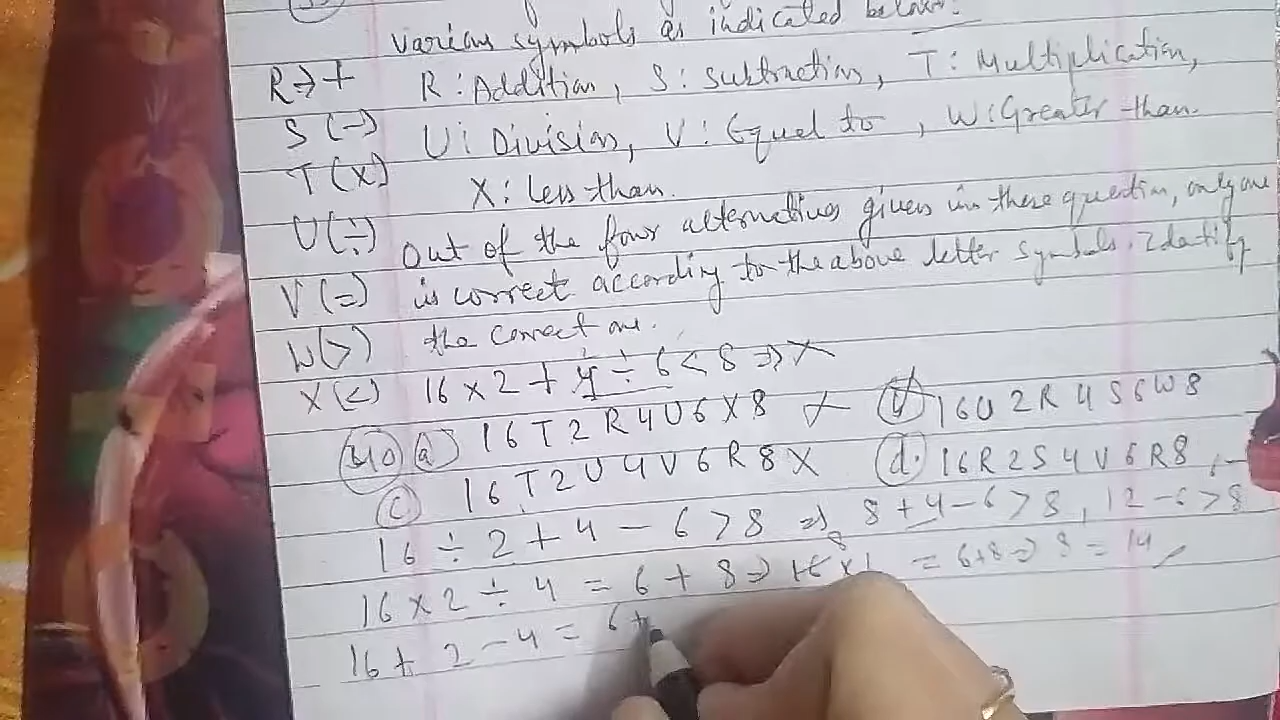 various symbols as indicated below:
R⇒+ R: Addition, S: Subtraction, T: Multiplication,
S (-) U: Division, V: Equal to, W: Greater than.
T (x) X: less than.
U(÷) out of the four alternatives given in these question, only one
V (=) is correct according to the above letter symbols. Identify
W(>) the correct one.
X (<) 16 x 2 + 4 ÷ 6 < 8 ⇒ X
40 a) 16 T 2 R 4 U 6 X 8 X b) 16 U 2 R 4 S 6 W 8
c) 16 T 2 U 4 V 6 R 8 X d. 16 R 2 S 4 V 6 R 8
16 ÷ 2 + 4 - 6 > 8 ⇒ 8 + 4 - 6 > 8, 12 - 6 > 8
16 x 2 ÷ 4 = 6 + 8 ⇒ = 6+8 ⇒ 8 = 14
16 + 2 - 4 = 6 +